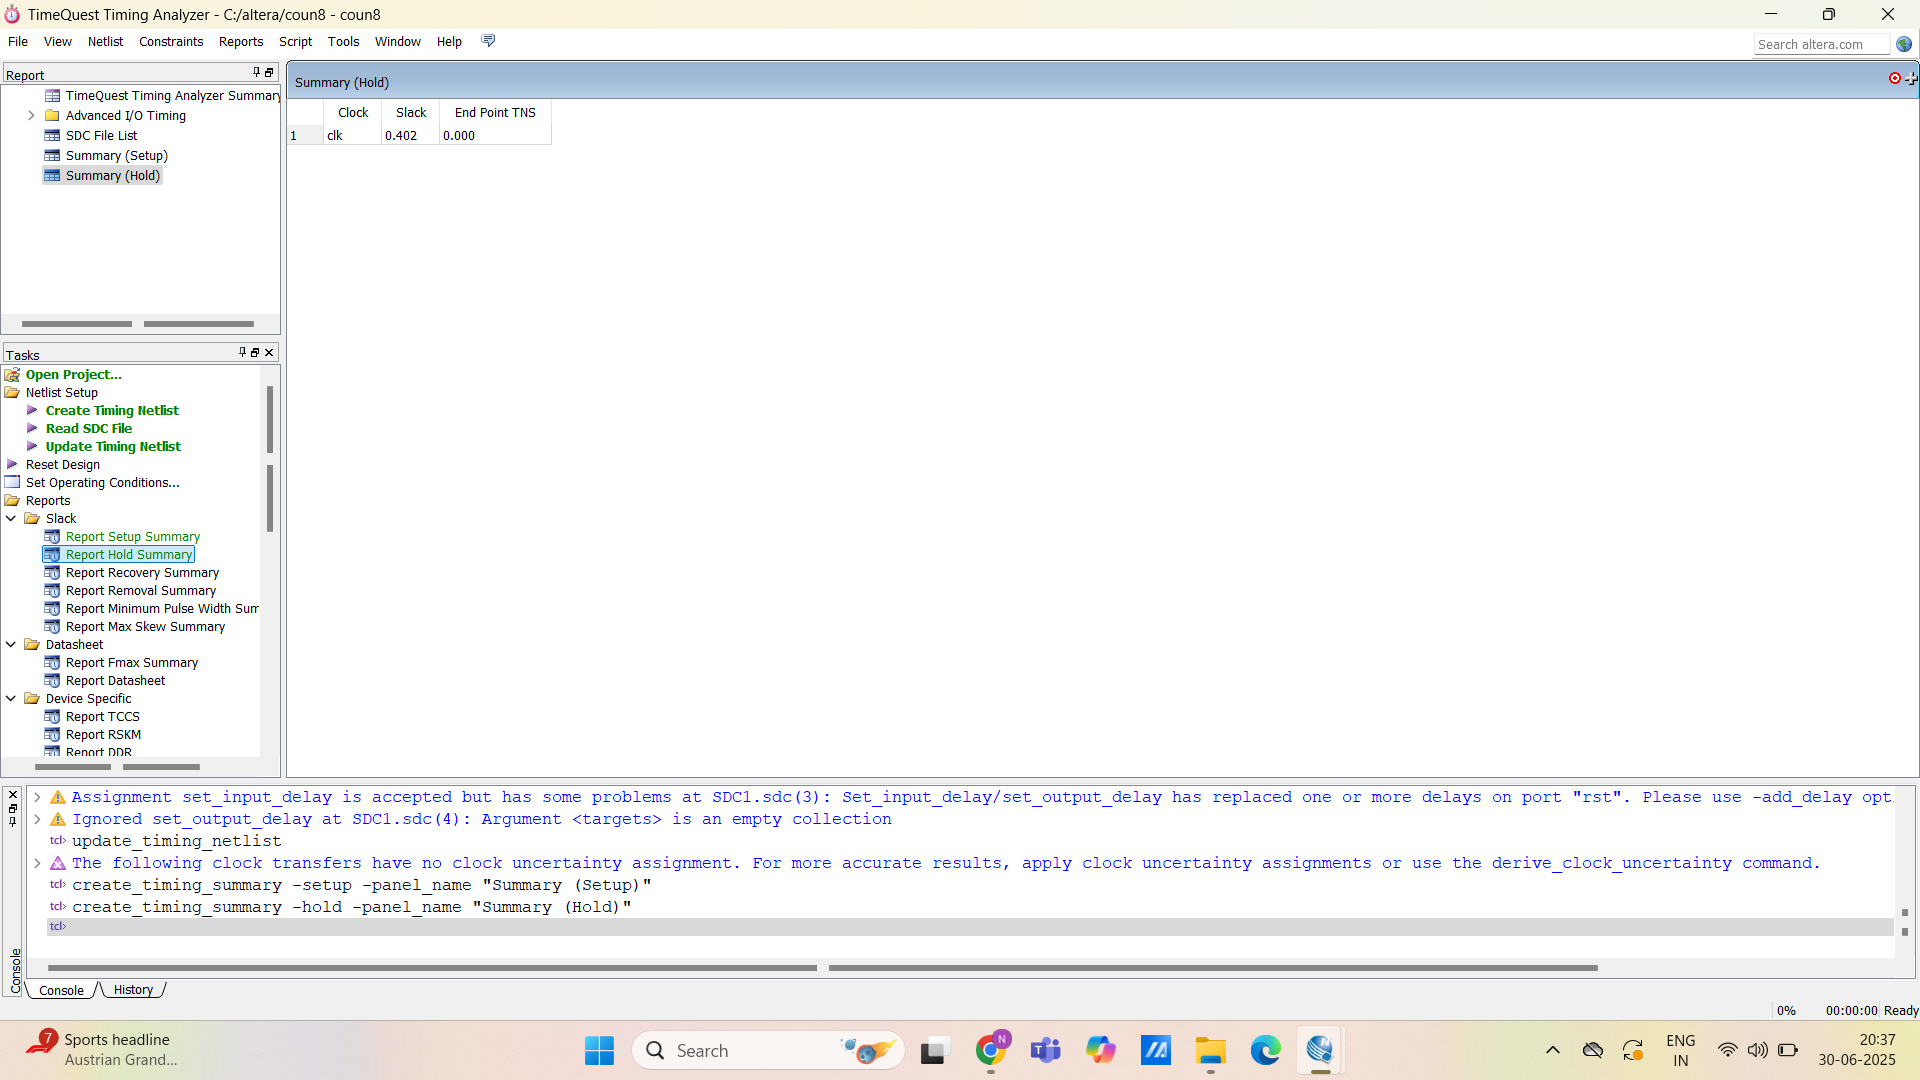 TimeQuest Timing Analyzer - C:/altera/coun8 - coun8
File View Netlist Constraints Reports Script Tools Window Help
Search altera.com
Report
TimeQuest Timing Analyzer Summary
Advanced I/O Timing
SDC File List
Summary (Setup)
Summary (Hold)
Summary (Hold)
Clock Slack End Point TNS
1 clk 0.402 0.000
Tasks
Open Project...
Netlist Setup
Create Timing Netlist
Read SDC File
Update Timing Netlist
Reset Design
Set Operating Conditions...
Reports
Slack
Report Setup Summary
Report Hold Summary
Report Recovery Summary
Report Removal Summary
Report Minimum Pulse Width Sum
Report Max Skew Summary
Datasheet
Report Fmax Summary
Report Datasheet
Device Specific
Report TCCS
Report RSKM
Report DDR
Assignment set_input_delay is accepted but has some problems at SDC1.sdc(3): Set_input_delay/set_output_delay has replaced one or more delays on port "rst". Please use -add_delay opt
Ignored set_output_delay at SDC1.sdc(4): Argument <targets> is an empty collection
tcl> update_timing_netlist
The following clock transfers have no clock uncertainty assignment. For more accurate results, apply clock uncertainty assignments or use the derive_clock_uncertainty command.
tcl> create_timing_summary -setup -panel_name "Summary (Setup)"
tcl> create_timing_summary -hold -panel_name "Summary (Hold)"
tcl>
Console
Console History
0% 00:00:00 Ready
7
Sports headline
Austrian Grand...
Search
N
ENG
IN
20:37
30-06-2025